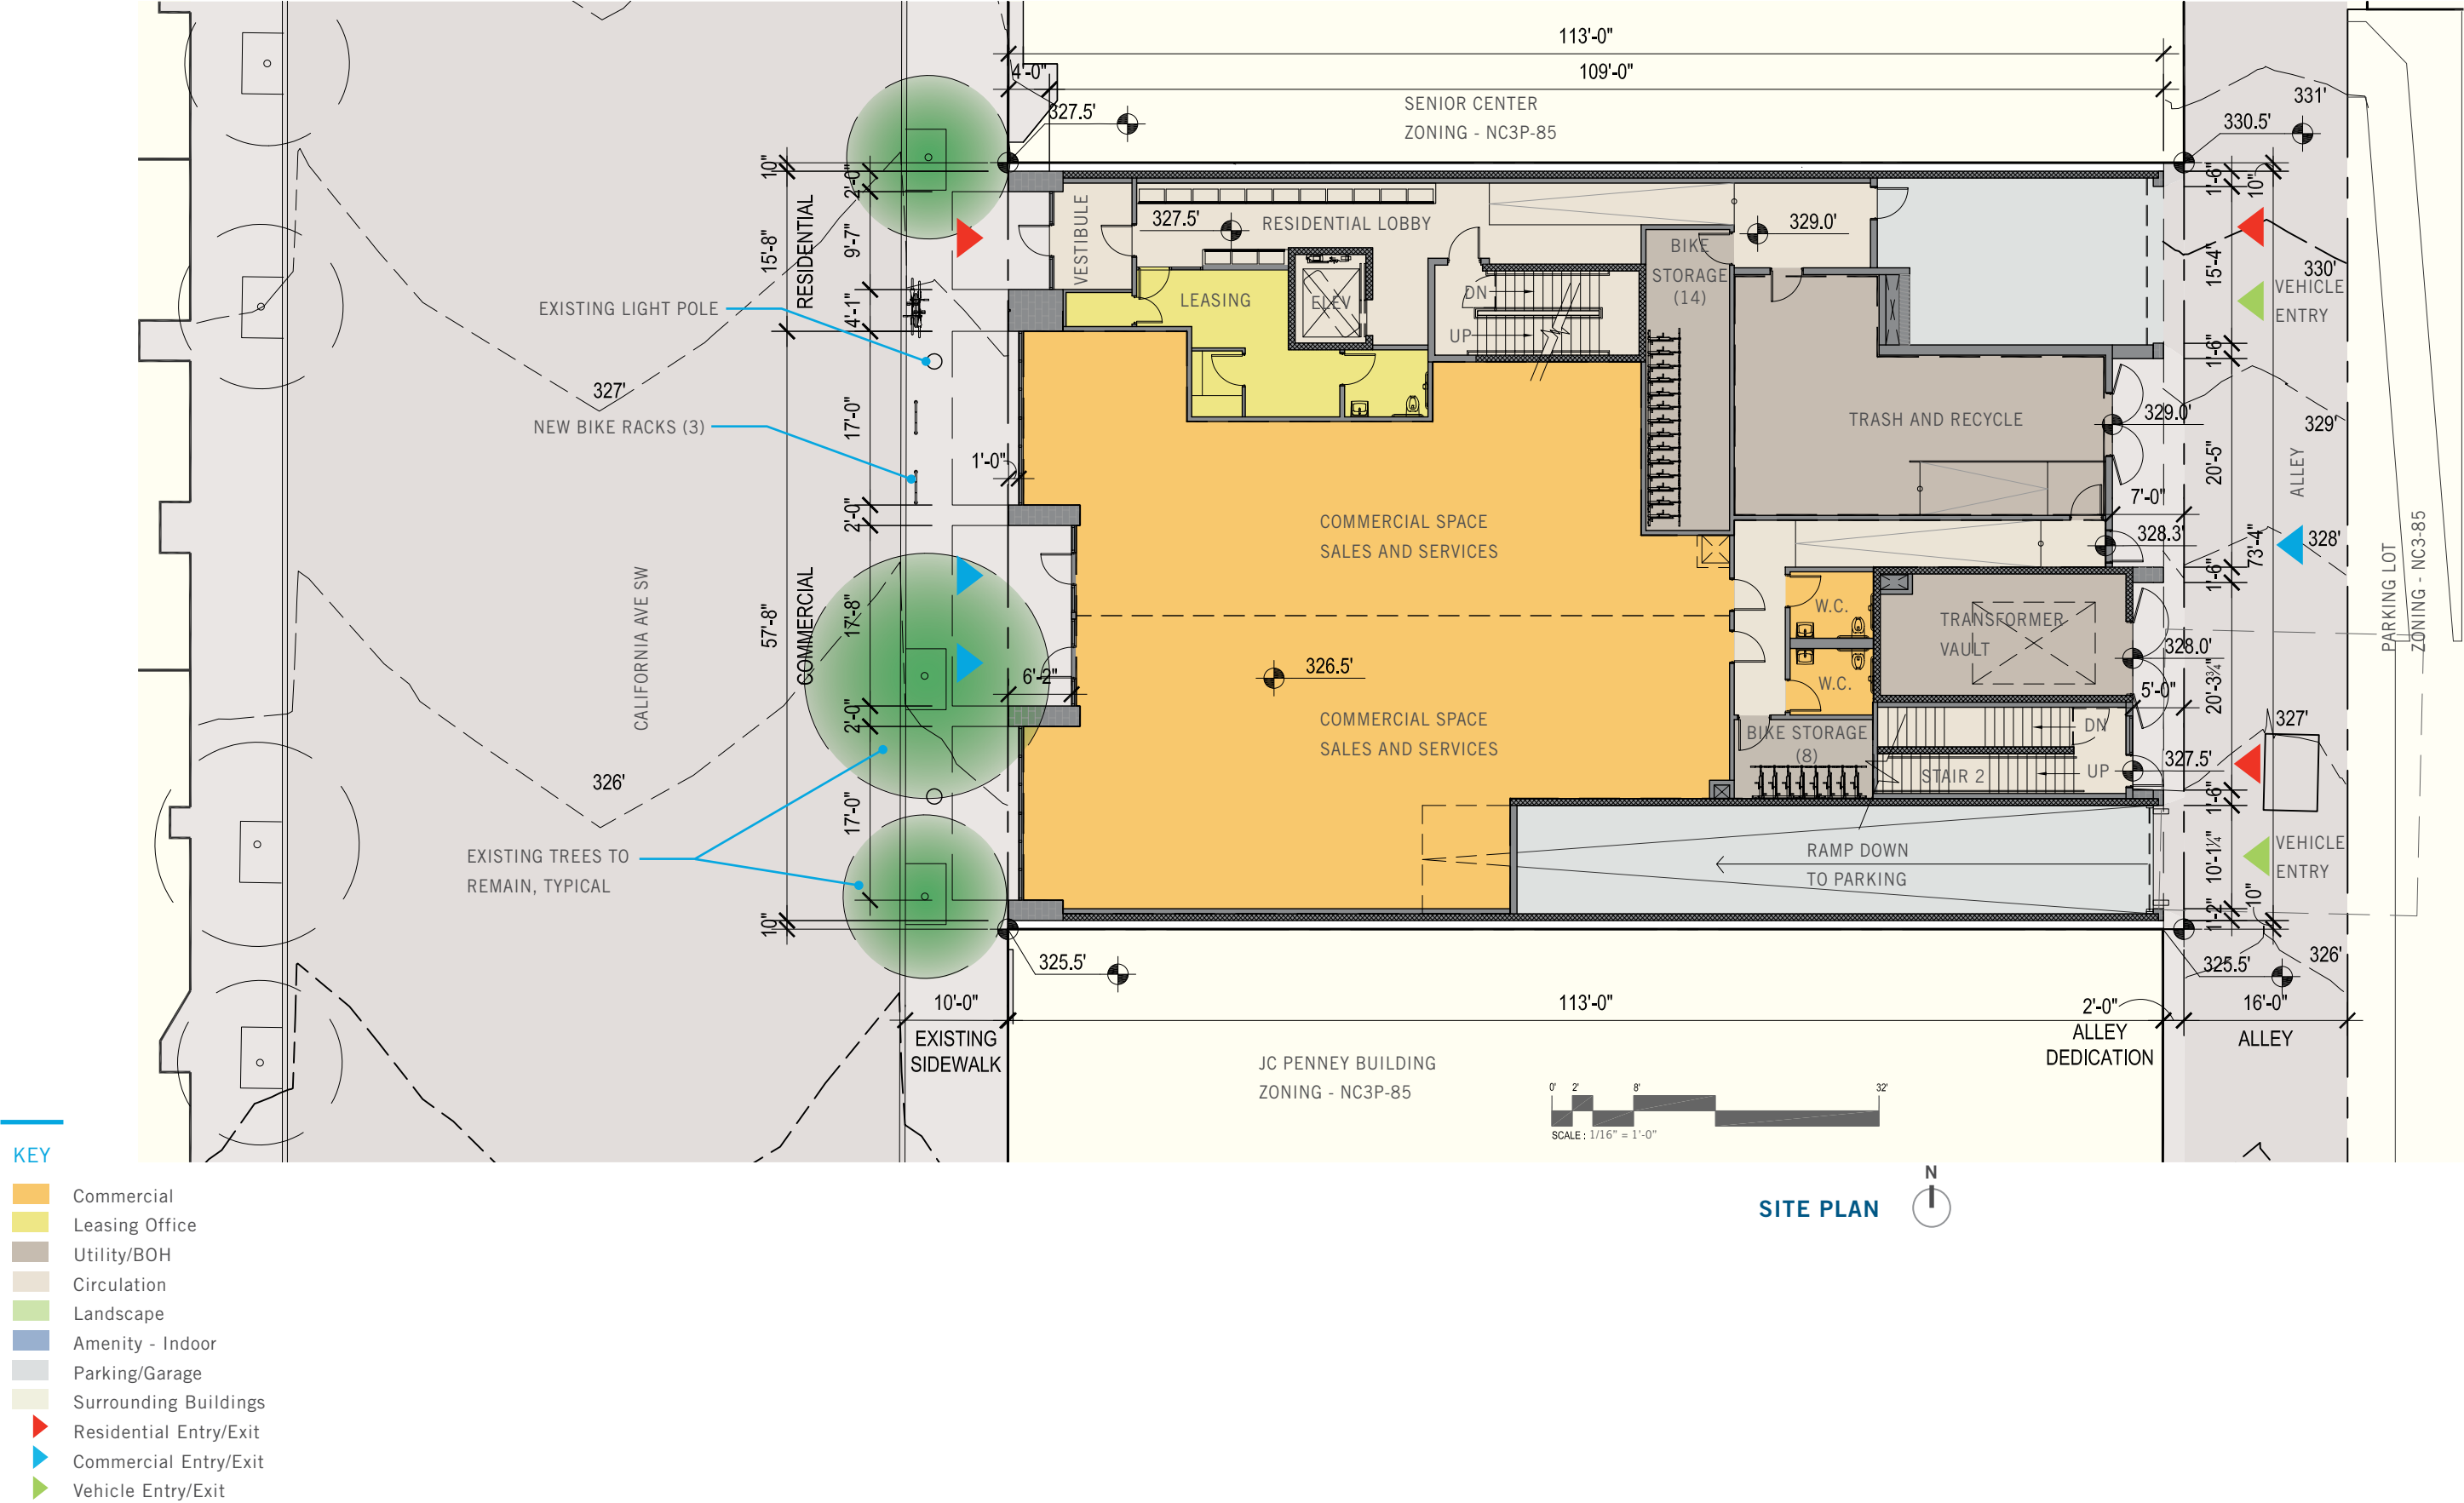 113'-0"
4'-0"
109'-0"
327.5'
SENIOR CENTER
ZONING - NC3P-85
331'
330.5'
10"
2'-0"
1'-6"
10"
RESIDENTIAL
15'-8"
9'-7"
4'-1"
VESTIBULE
327.5'
RESIDENTIAL LOBBY
329.0'
BIKE
STORAGE
(14)
15'-4"
330'
VEHICLE
ENTRY
EXISTING LIGHT POLE
LEASING
ELEV
DN
UP
1'-6"
327'
NEW BIKE RACKS (3)
17'-0"
1'-0"
TRASH AND RECYCLE
329.0'
329'
20'-5"
ALLEY
7'-0"
2'-0"
COMMERCIAL SPACE
SALES AND SERVICES
328.3'
73'-4"
328'
PARKING LOT
ZONING - NC3-85
CALIFORNIA AVE SW
COMMERCIAL
57'-8"
17'-8"
1'-6"
W.C.
TRANSFORMER
VAULT
328.0'
6'-2"
326.5'
W.C.
5'-0"
20'-3¾"
2'-0"
COMMERCIAL SPACE
SALES AND SERVICES
BIKE STORAGE
(8)
DN
327'
STAIR 2
UP
327.5'
326'
17'-0"
1'-6"
EXISTING TREES TO
REMAIN, TYPICAL
RAMP DOWN
TO PARKING
10'-1¼"
VEHICLE
ENTRY
10"
1'-2"
10"
325.5'
325.5'
326'
10'-0"
113'-0"
2'-0"
16'-0"
EXISTING
SIDEWALK
ALLEY
DEDICATION
ALLEY
JC PENNEY BUILDING
ZONING - NC3P-85
0' 2' 8' 32'
SCALE : 1/16" = 1'-0"
SITE PLAN
N
KEY
Commercial
Leasing Office
Utility/BOH
Circulation
Landscape
Amenity - Indoor
Parking/Garage
Surrounding Buildings
Residential Entry/Exit
Commercial Entry/Exit
Vehicle Entry/Exit